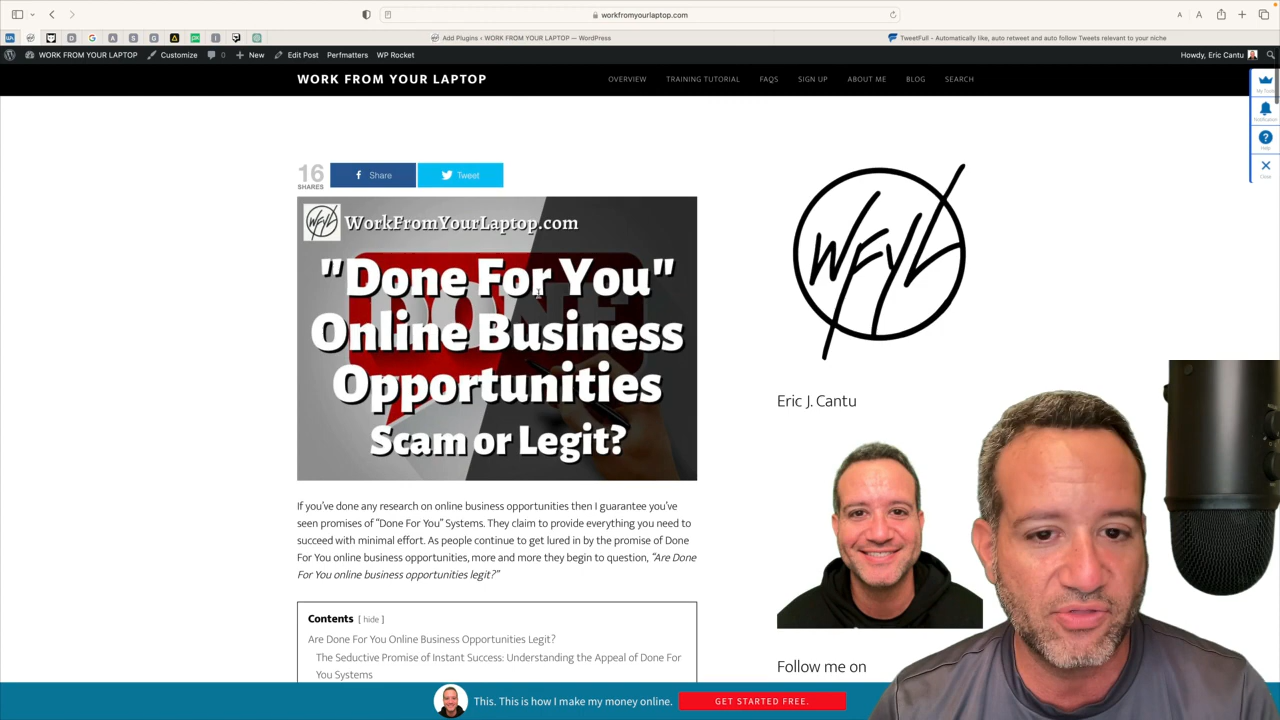 workfromyourlaptop.com
A
A
Add Plugins ‹ WORK FROM YOUR LAPTOP — WordPress
TweetFull - Automatically like, auto retweet and auto follow Tweets relevant to your niche
WORK FROM YOUR LAPTOP
Customize
0
New
Edit Post
Perfmatters
WP Rocket
Howdy, Eric Cantu
WORK FROM YOUR LAPTOP
OVERVIEW
TRAINING TUTORIAL
FAQS
SIGN UP
ABOUT ME
BLOG
SEARCH
Notification
Help
Close
16
SHARES
Share
Tweet
WFYL
WorkFromYourLaptop.com
"Done For You"
Online Business
Opportunities
Scam or Legit?
WFYL
Eric J. Cantu
If you've done any research on online business opportunities then I guarantee you've
seen promises of "Done For You" Systems. They claim to provide everything you need to
succeed with minimal effort. As people continue to get lured in by the promise of Done
For You online business opportunities, more and more they begin to question, "Are Done
For You online business opportunities legit?"
Contents [ hide ]
Are Done For You Online Business Opportunities Legit?
The Seductive Promise of Instant Success: Understanding the Appeal of Done For
You Systems
Follow me on
This. This is how I make my money online.
GET STARTED FREE.